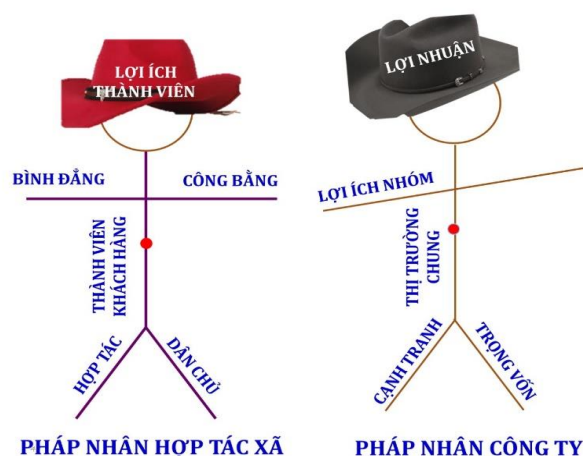 LỢI ÍCH
THÀNH VIÊN
BÌNH ĐẲNG
CÔNG BẰNG
THÀNH VIÊN
KHÁCH HÀNG
HỢP TÁC
DÂN CHỦ
PHÁP NHÂN HƠP TÁC XÃ
LỢI NHUẬN
LỢI ÍCH NHÓM
THỊ TRƯỜNG
CHUNG
CẠNH TRANH
TRỌNG VỐN
PHÁP NHÂN CÔNG TY